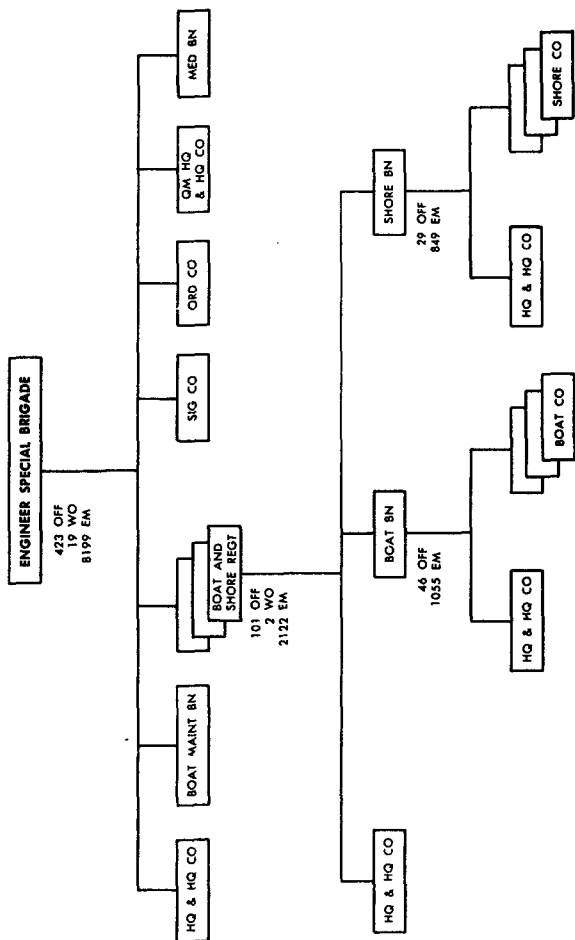 ENGINEER SPECIAL BRIGADE
423 OFF
19 WO
8199 EM
HQ & HQ CO
BOAT MAINT BN
BOAT AND
SHORE REGT
SIG CO
ORD CO
QM HQ
& HQ CO
MED BN
101 OFF
2 WO
2122 EM
HQ & HQ CO
BOAT BN
SHORE BN
46 OFF
1055 EM
29 OFF
849 EM
HQ & HQ CO
BOAT CO
HQ & HQ CO
SHORE CO